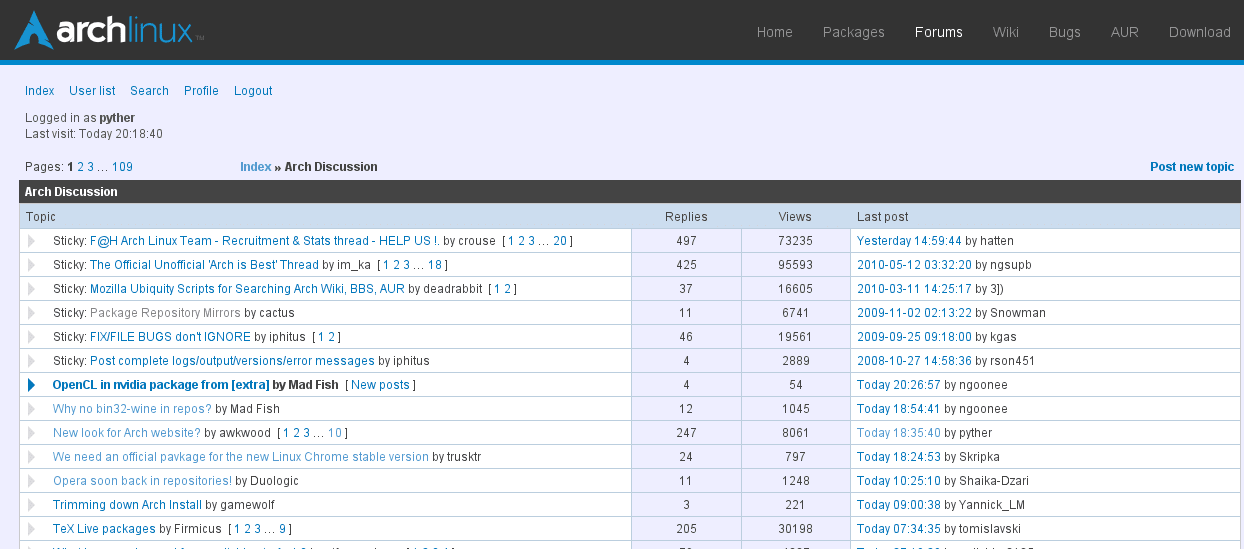 archlinux™
Home Packages Forums Wiki Bugs AUR Download
Index User list Search Profile Logout
Logged in as pyther
Last visit: Today 20:18:40
Pages: 1 2 3 … 109 Index » Arch Discussion Post new topic
Arch Discussion
Topic Replies Views Last post
Sticky: F@H Arch Linux Team - Recruitment & Stats thread - HELP US !. by crouse [ 1 2 3 … 20 ] 497 73235 Yesterday 14:59:44 by hatten
Sticky: The Official Unofficial 'Arch is Best' Thread by im_ka [ 1 2 3 … 18 ] 425 95593 2010-05-12 03:32:20 by ngsupb
Sticky: Mozilla Ubiquity Scripts for Searching Arch Wiki, BBS, AUR by deadrabbit [ 1 2 ] 37 16605 2010-03-11 14:25:17 by 3])
Sticky: Package Repository Mirrors by cactus 11 6741 2009-11-02 02:13:22 by Snowman
Sticky: FIX/FILE BUGS don't IGNORE by iphitus [ 1 2 ] 46 19561 2009-09-25 09:18:00 by kgas
Sticky: Post complete logs/output/versions/error messages by iphitus 4 2889 2008-10-27 14:58:36 by rson451
OpenCL in nvidia package from [extra] by Mad Fish [ New posts ] 4 54 Today 20:26:57 by ngoonee
Why no bin32-wine in repos? by Mad Fish 12 1045 Today 18:54:41 by ngoonee
New look for Arch website? by awkwood [ 1 2 3 … 10 ] 247 8061 Today 18:35:40 by pyther
We need an official pavkage for the new Linux Chrome stable version by trusktr 24 797 Today 18:24:53 by Skripka
Opera soon back in repositories! by Duologic 11 1248 Today 10:25:10 by Shaika-Dzari
Trimming down Arch Install by gamewolf 3 221 Today 09:00:38 by Yannick_LM
TeX Live packages by Firmicus [ 1 2 3 … 9 ] 205 30198 Today 07:34:35 by tomislavski